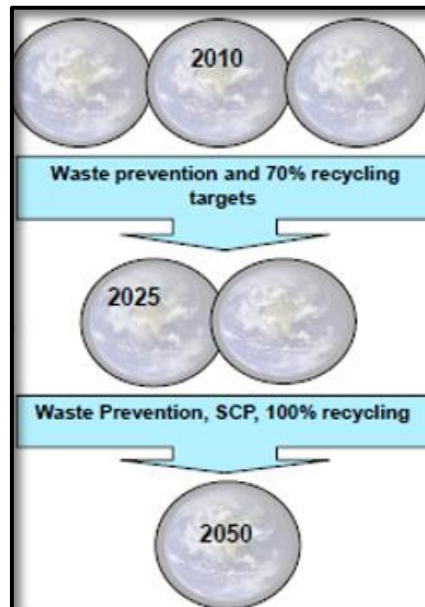 2010
Waste prevention and 70% recycling
targets
2025
Waste Prevention, SCP, 100% recycling
2050